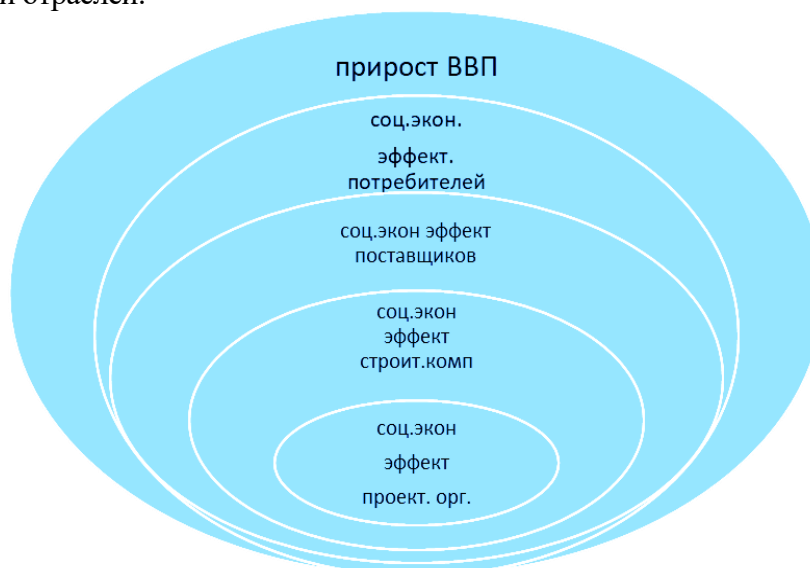 отраслей.
прирост ВВП
соц.экон.
эффект.
потребителей
соц.экон эффект
поставщиков
соц.экон
эффект
строит.комп
соц.экон
эффект
проект. орг.